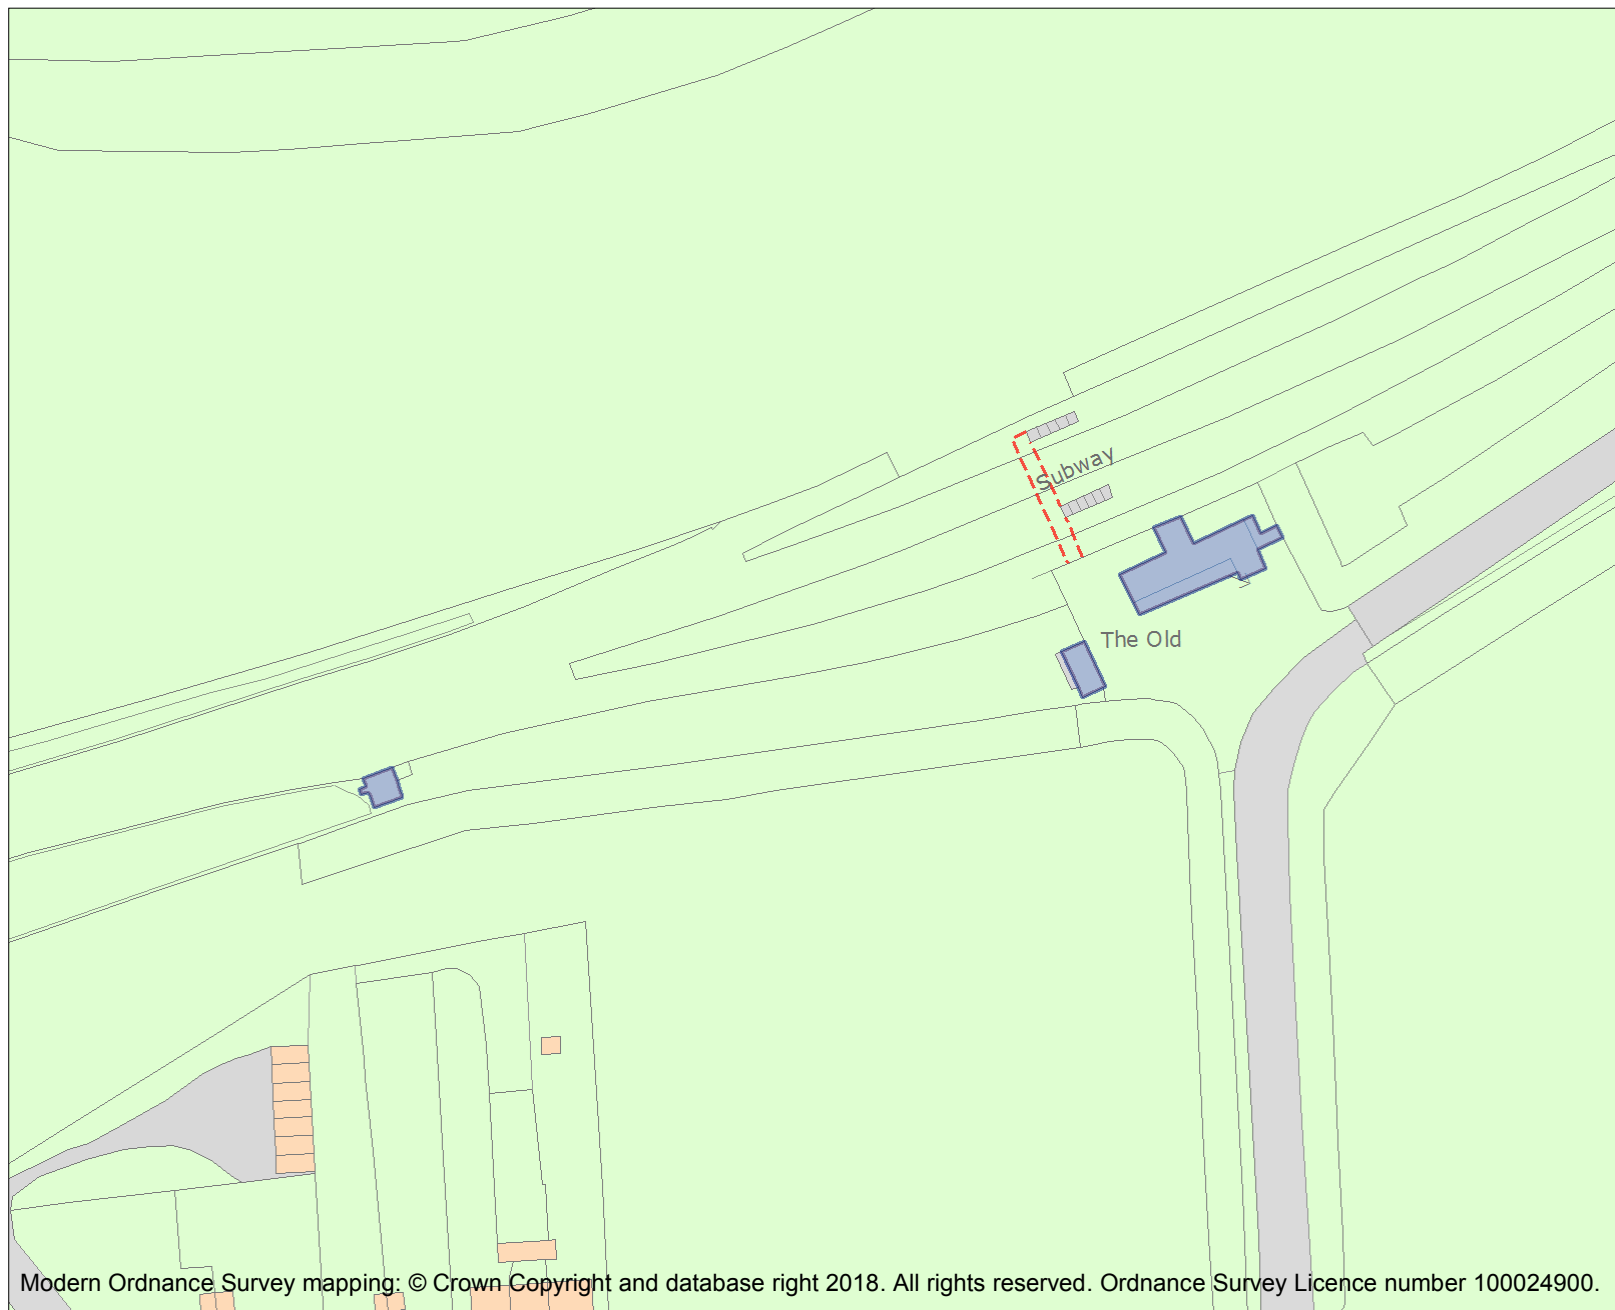 Subway
The Old
Modern Ordnance Survey mapping: © Crown Copyright and database right 2018. All rights reserved. Ordnance Survey Licence number 100024900.